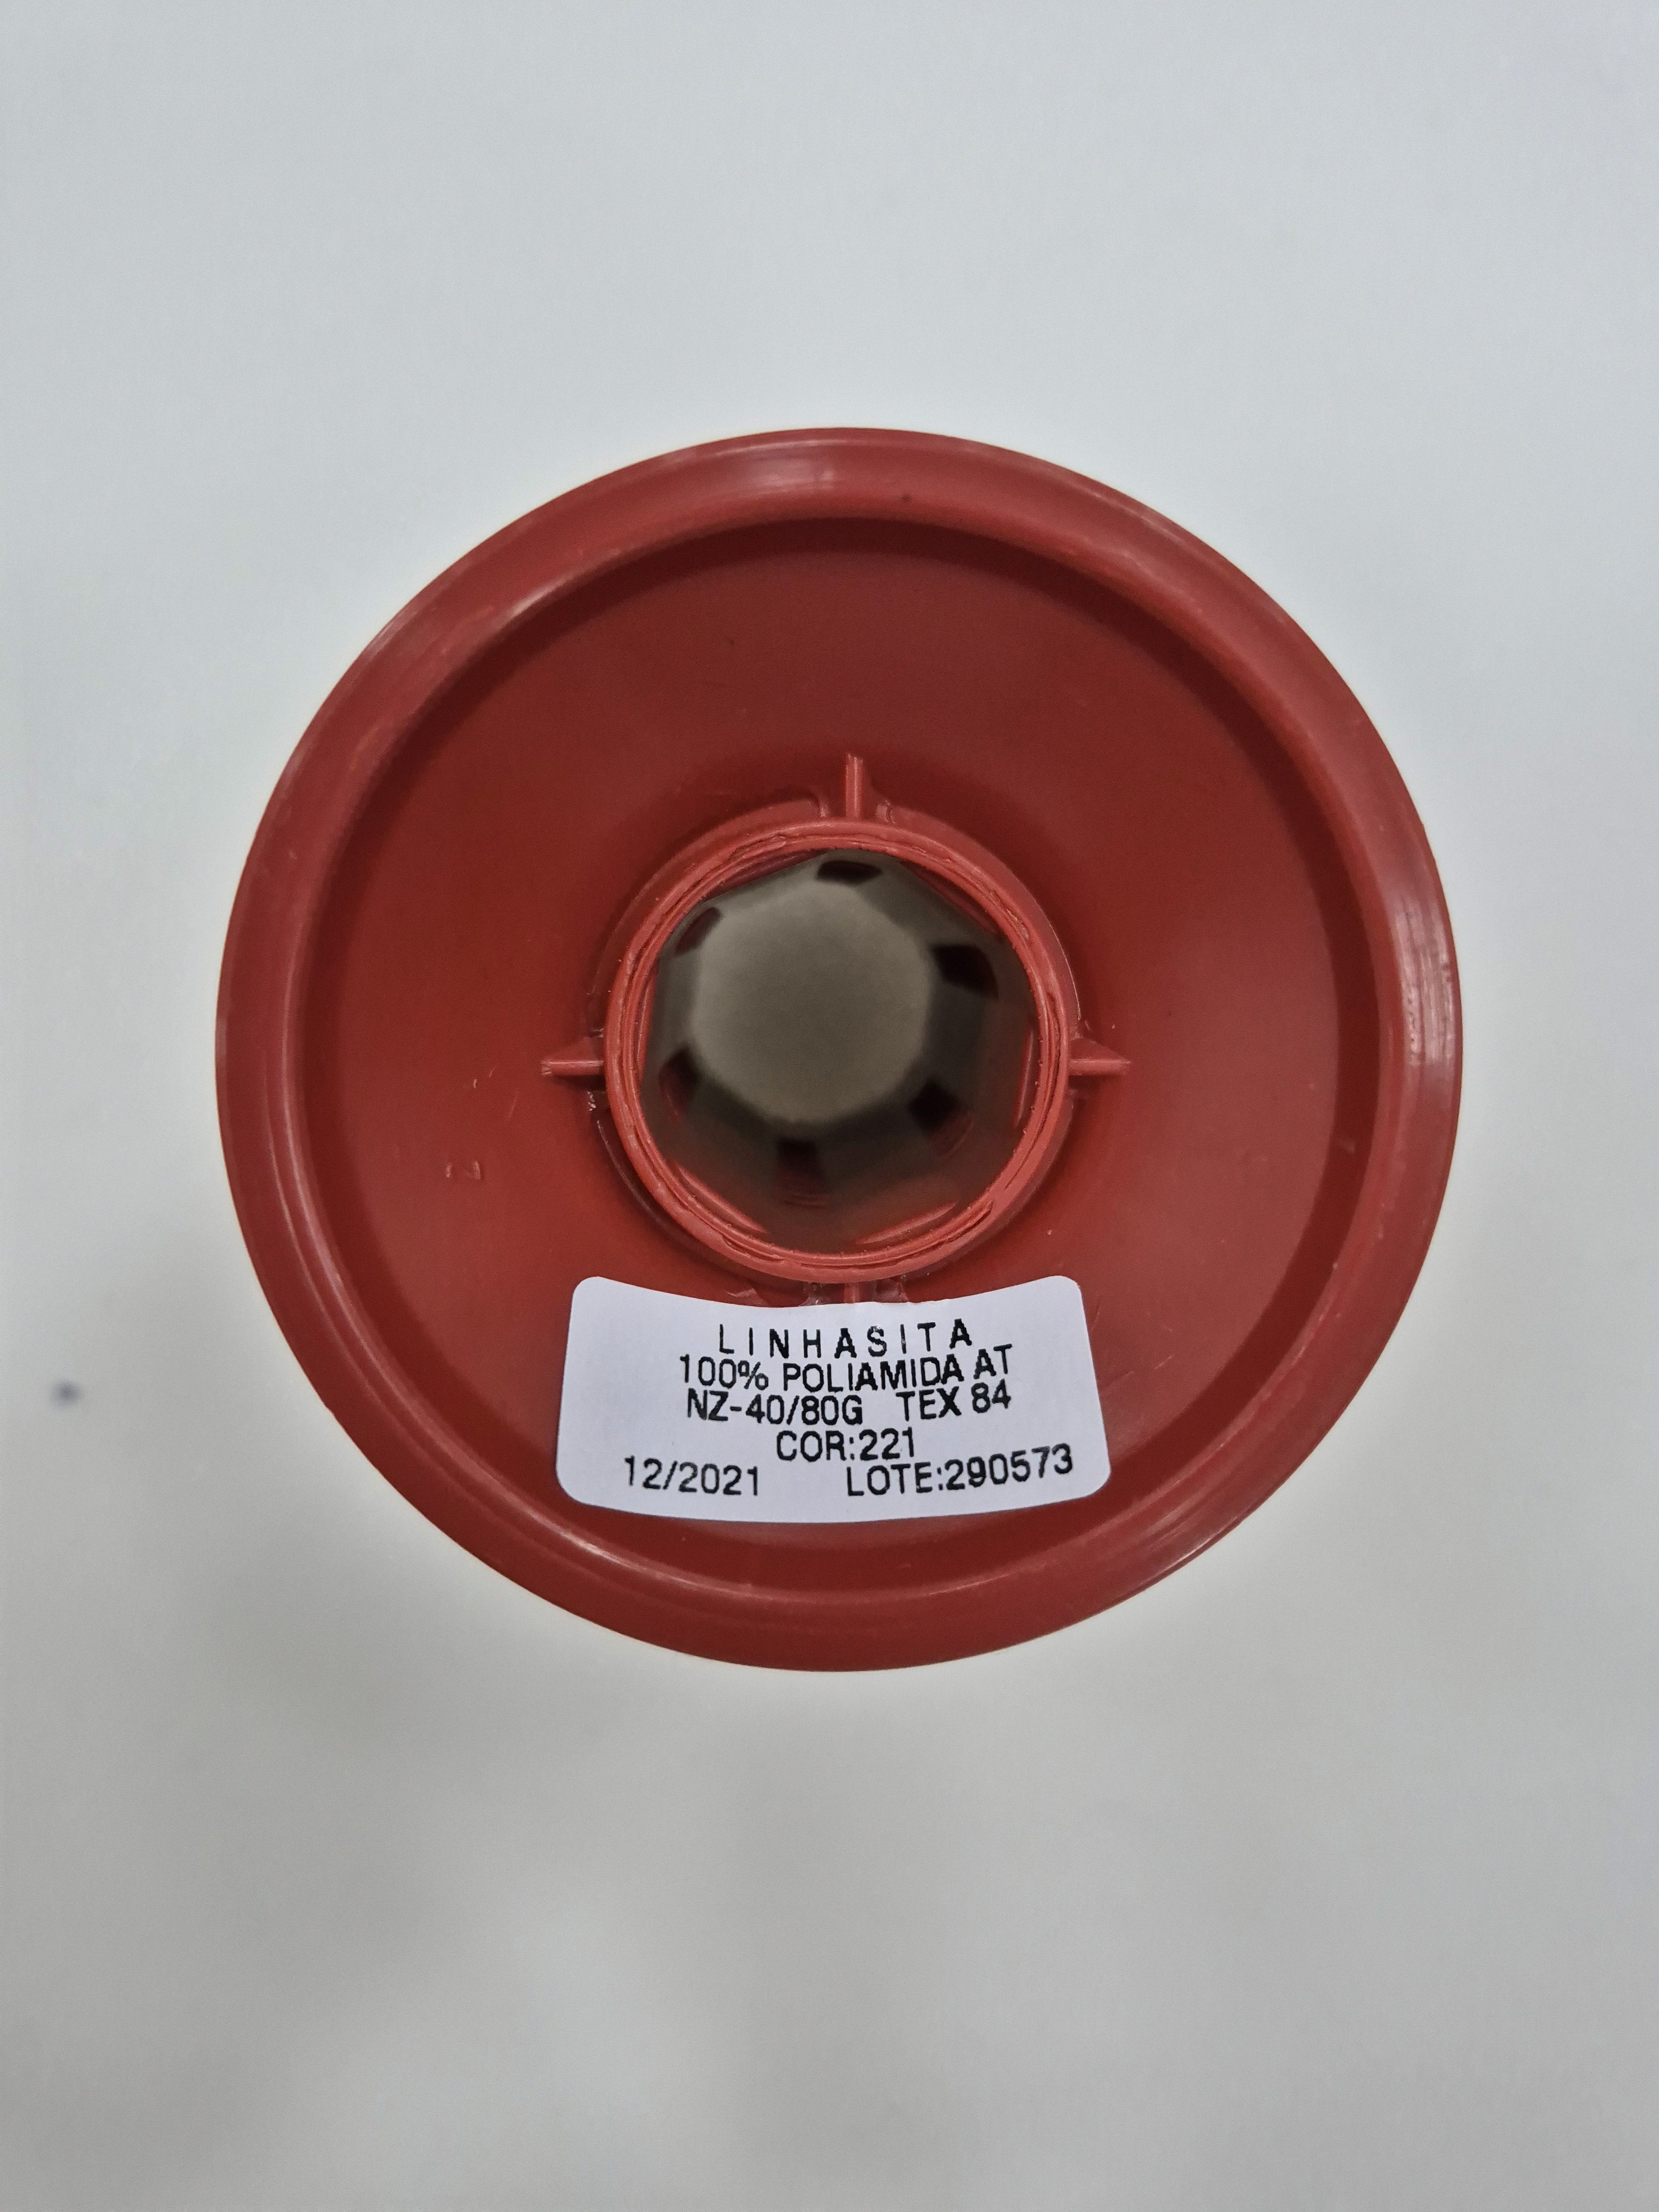 LINHASITA
100% POLIAMIDA AT
NZ-40/80G TEX 84
COR:221
12/2021 LOTE:290573